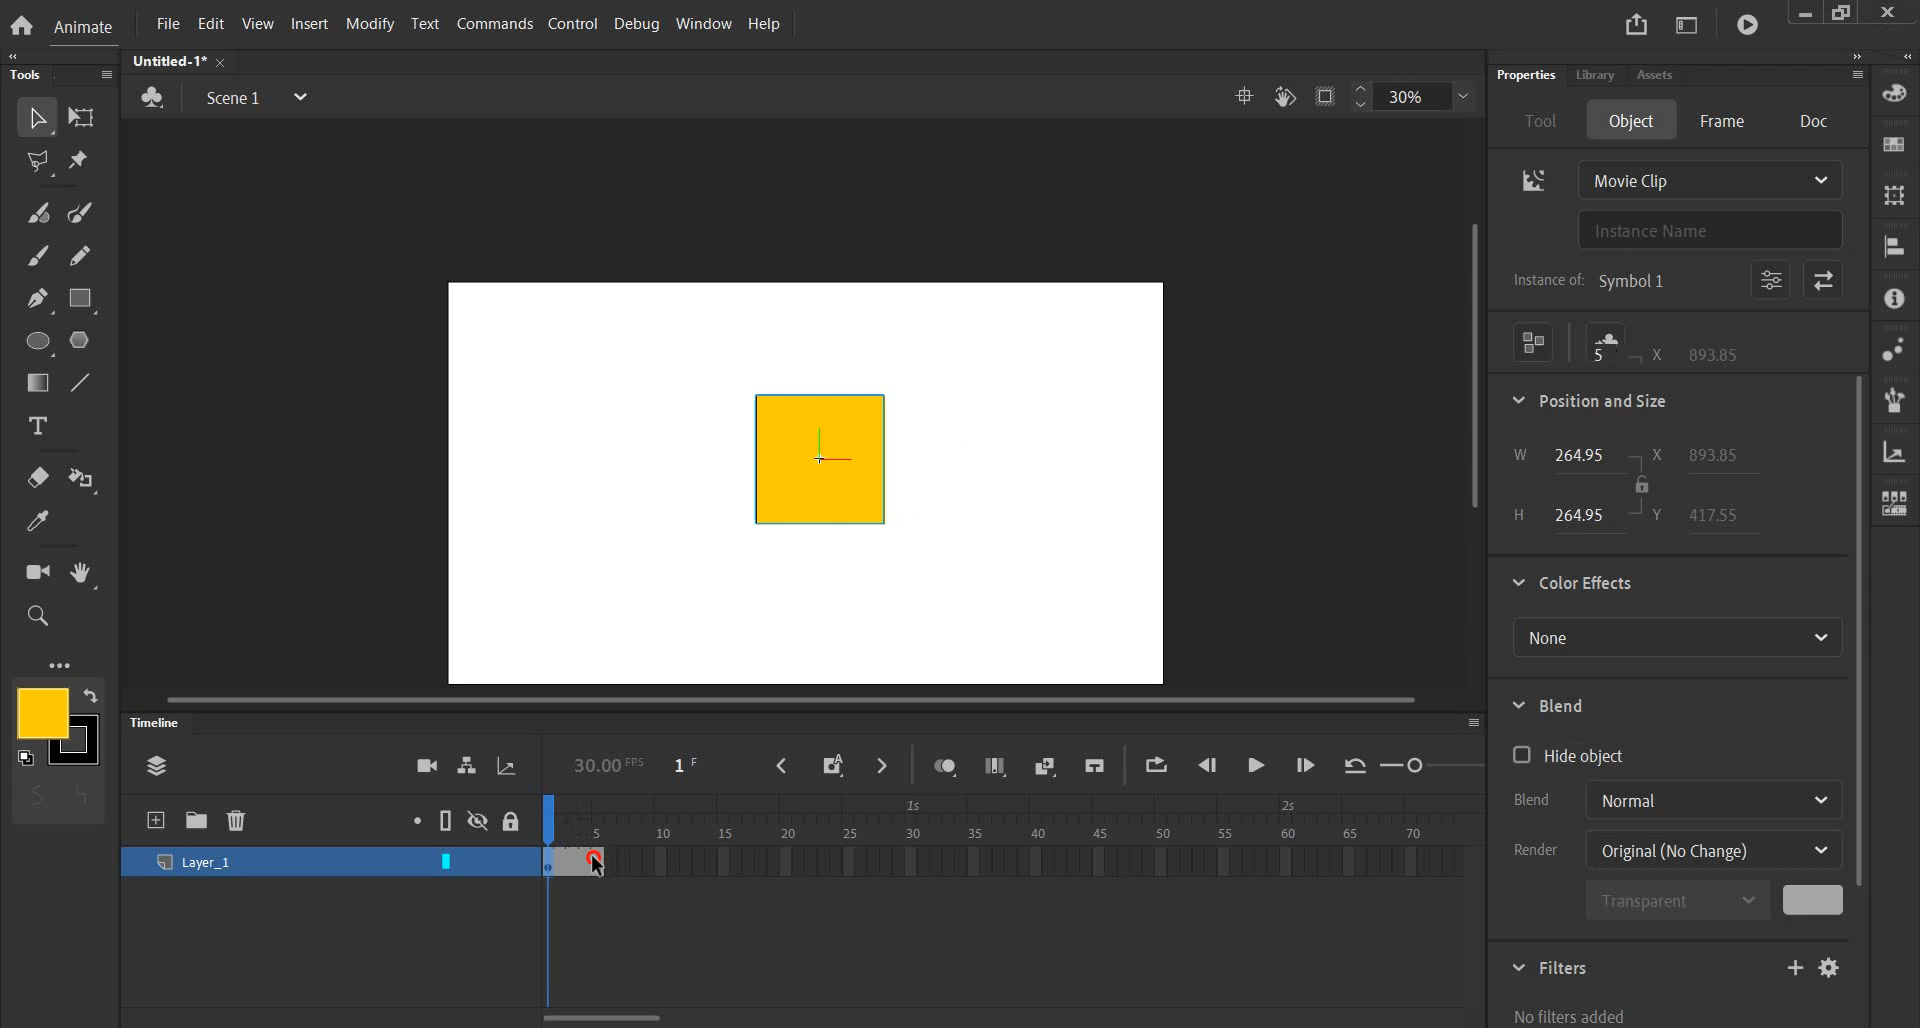 Animate File Edit View Insert Modify Text Commands Control Debug Window Help
Tools
Untitled-1*
Scene 1
30%
Properties Library Assets
Tool Object Frame Doc
Movie Clip
Instance Name
Instance of: Symbol 1
5 X 893.85
Position and Size
W 264.95 X 893.85
H 264.95 Y 417.55
Color Effects
None
Blend
Hide object
Blend Normal
Render Original (No Change)
Transparent
Filters
No filters added
T
Timeline
30.00 FPS 1 F
1s 2s
5 10 15 20 25 30 35 40 45 50 55 60 65 70
Layer_1